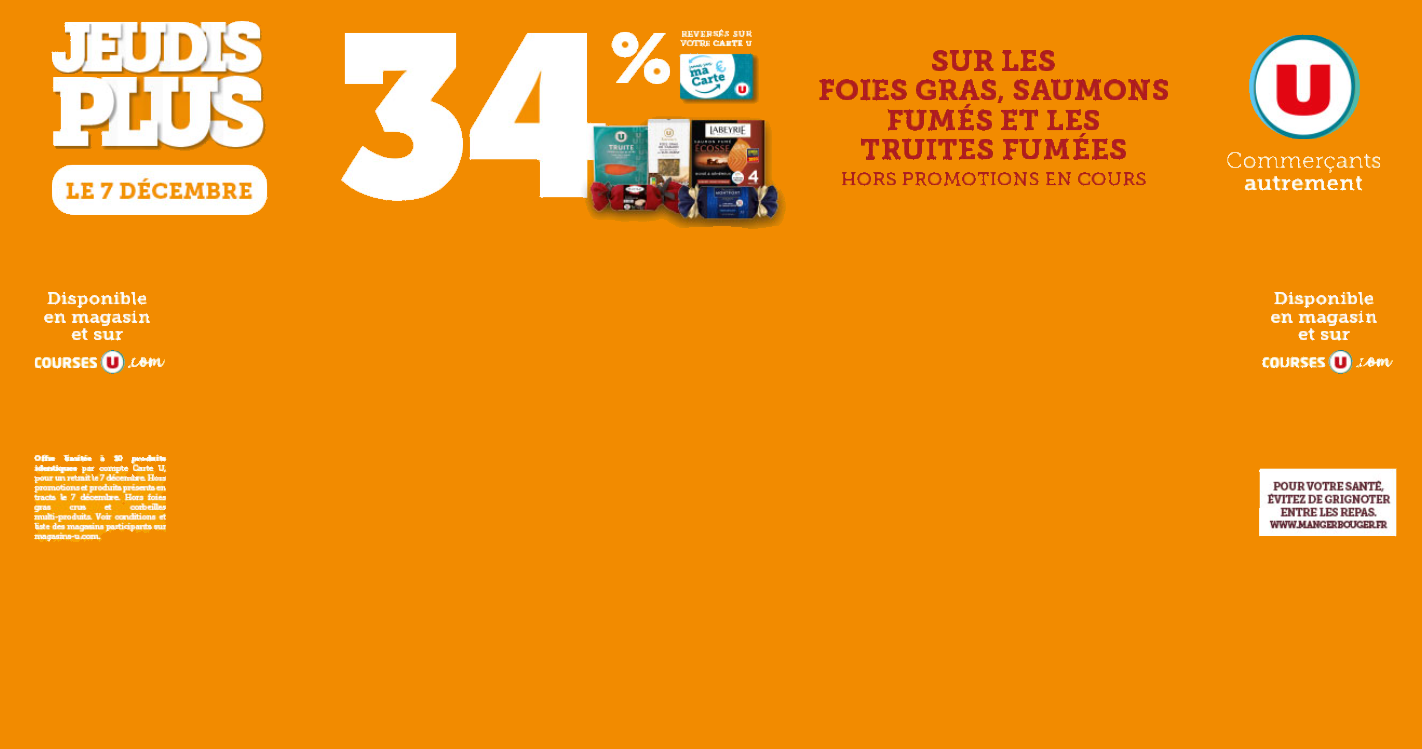 JEUDIS
PLUS
LE 7 DÉCEMBRE
34%
REVERSÉS SUR
VOTRE CARTE U
ma
Carte
€
U
U
TRUITE
U
LABEYRIE
SAUMON FUMÉ
ÉCOSSE
4
MONTFORT
SUR LES
FOIES GRAS, SAUMONS
FUMÉS ET LES
TRUITES FUMÉES
HORS PROMOTIONS EN COURS
U
Commerçants
autrement
Disponible
en magasin
et sur
COURSES U .com
Disponible
en magasin
et sur
COURSES U .com
Offre limitée à 10 produits
identiques par compte Carte U,
pour un retrait le 7 décembre. Hors
promotions et produits présents en
tracts le 7 décembre. Hors foies
gras crus et corbeilles
multi-produits. Voir conditions et
liste des magasins participants sur
magasins-u.com.
POUR VOTRE SANTÉ,
ÉVITEZ DE GRIGNOTER
ENTRE LES REPAS.
WWW.MANGERBOUGER.FR